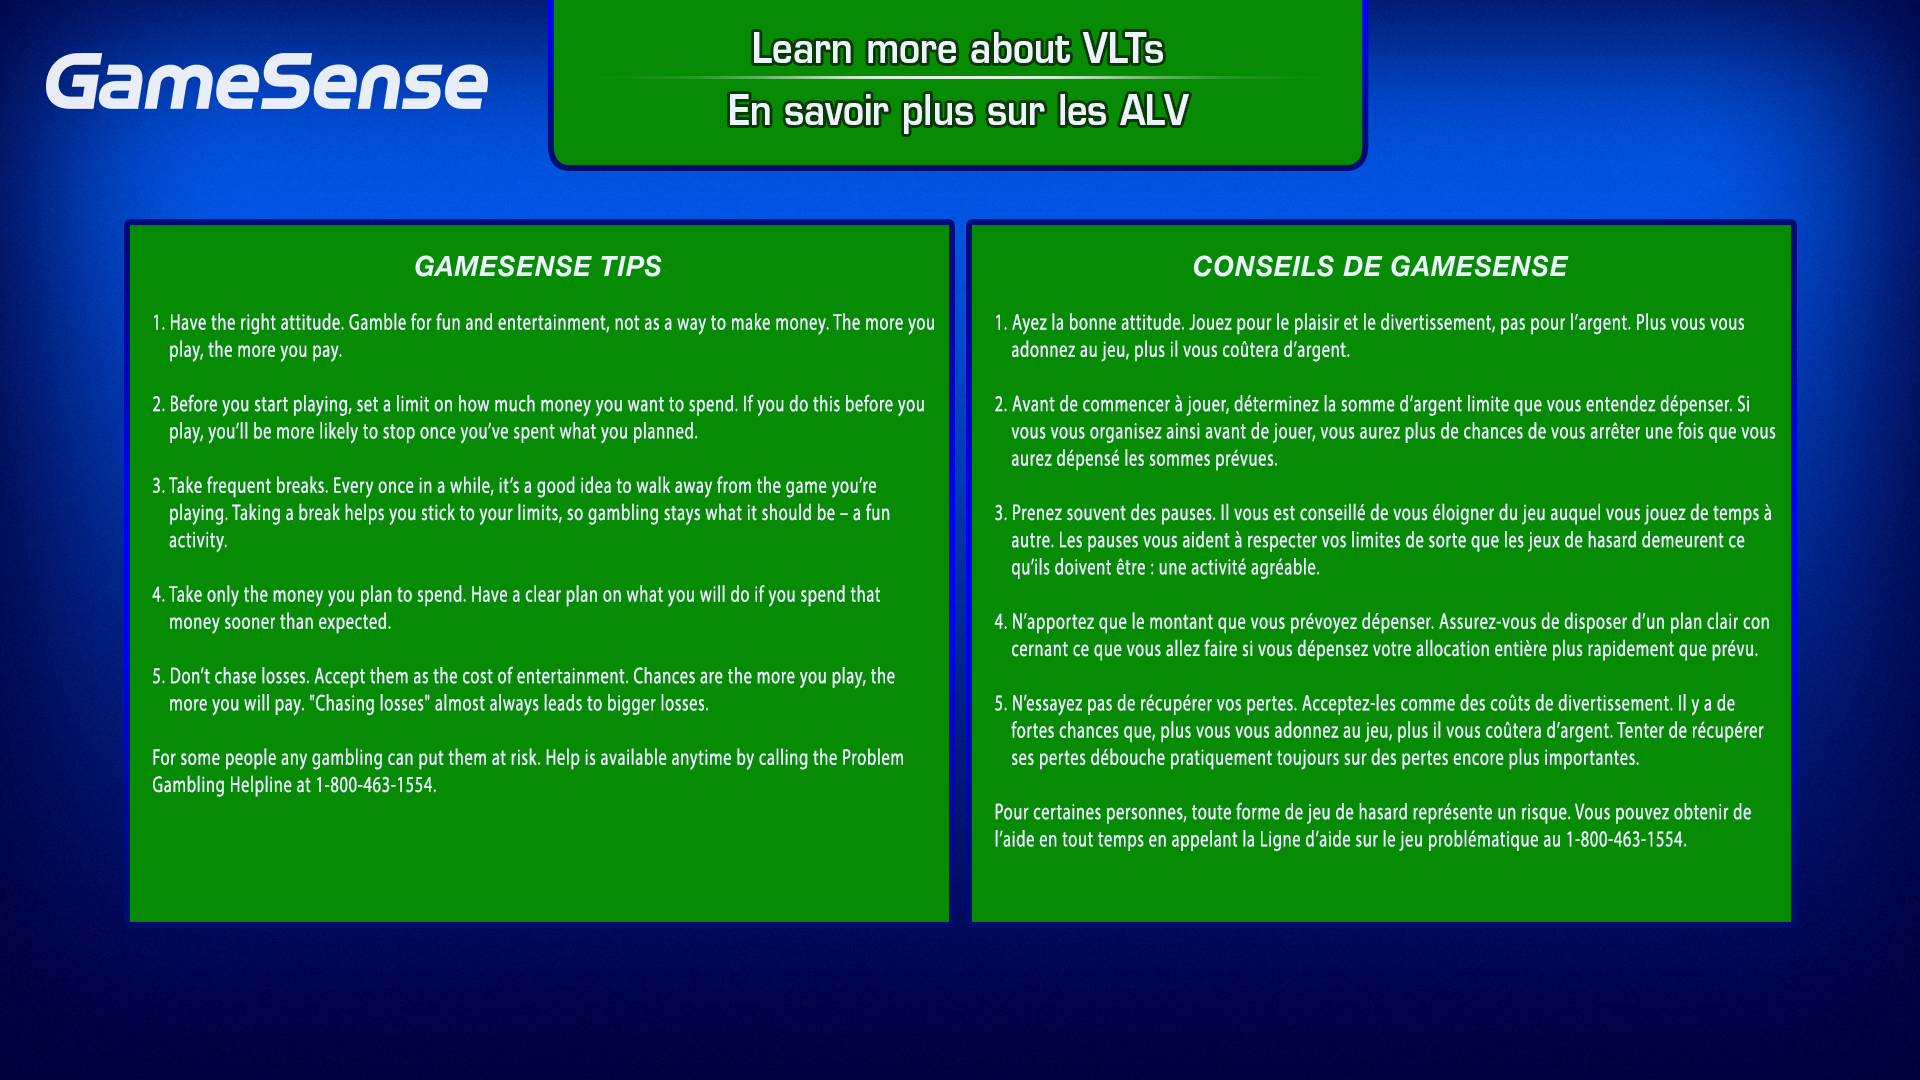 GameSense
Learn more about VLTs
En savoir plus sur les ALV
GAMESENSE TIPS
1. Have the right attitude. Gamble for fun and entertainment, not as a way to make money. The more you
play, the more you pay.
2. Before you start playing, set a limit on how much money you want to spend. If you do this before you
play, you’ll be more likely to stop once you’ve spent what you planned.
3. Take frequent breaks. Every once in a while, it’s a good idea to walk away from the game you’re
playing. Taking a break helps you stick to your limits, so gambling stays what it should be – a fun
activity.
4. Take only the money you plan to spend. Have a clear plan on what you will do if you spend that
money sooner than expected.
5. Don’t chase losses. Accept them as the cost of entertainment. Chances are the more you play, the
more you will pay. "Chasing losses" almost always leads to bigger losses.
For some people any gambling can put them at risk. Help is available anytime by calling the Problem
Gambling Helpline at 1-800-463-1554.
CONSEILS DE GAMESENSE
1. Ayez la bonne attitude. Jouez pour le plaisir et le divertissement, pas pour l’argent. Plus vous vous
adonnez au jeu, plus il vous coûtera d’argent.
2. Avant de commencer à jouer, déterminez la somme d’argent limite que vous entendez dépenser. Si
vous vous organisez ainsi avant de jouer, vous aurez plus de chances de vous arrêter une fois que vous
aurez dépensé les sommes prévues.
3. Prenez souvent des pauses. Il vous est conseillé de vous éloigner du jeu auquel vous jouez de temps à
autre. Les pauses vous aident à respecter vos limites de sorte que les jeux de hasard demeurent ce
qu’ils doivent être : une activité agréable.
4. N’apportez que le montant que vous prévoyez dépenser. Assurez-vous de disposer d’un plan clair con
cernant ce que vous allez faire si vous dépensez votre allocation entière plus rapidement que prévu.
5. N’essayez pas de récupérer vos pertes. Acceptez-les comme des coûts de divertissement. Il y a de
fortes chances que, plus vous vous adonnez au jeu, plus il vous coûtera d’argent. Tenter de récupérer
ses pertes débouche pratiquement toujours sur des pertes encore plus importantes.
Pour certaines personnes, toute forme de jeu de hasard représente un risque. Vous pouvez obtenir de
l’aide en tout temps en appelant la Ligne d’aide sur le jeu problématique au 1-800-463-1554.